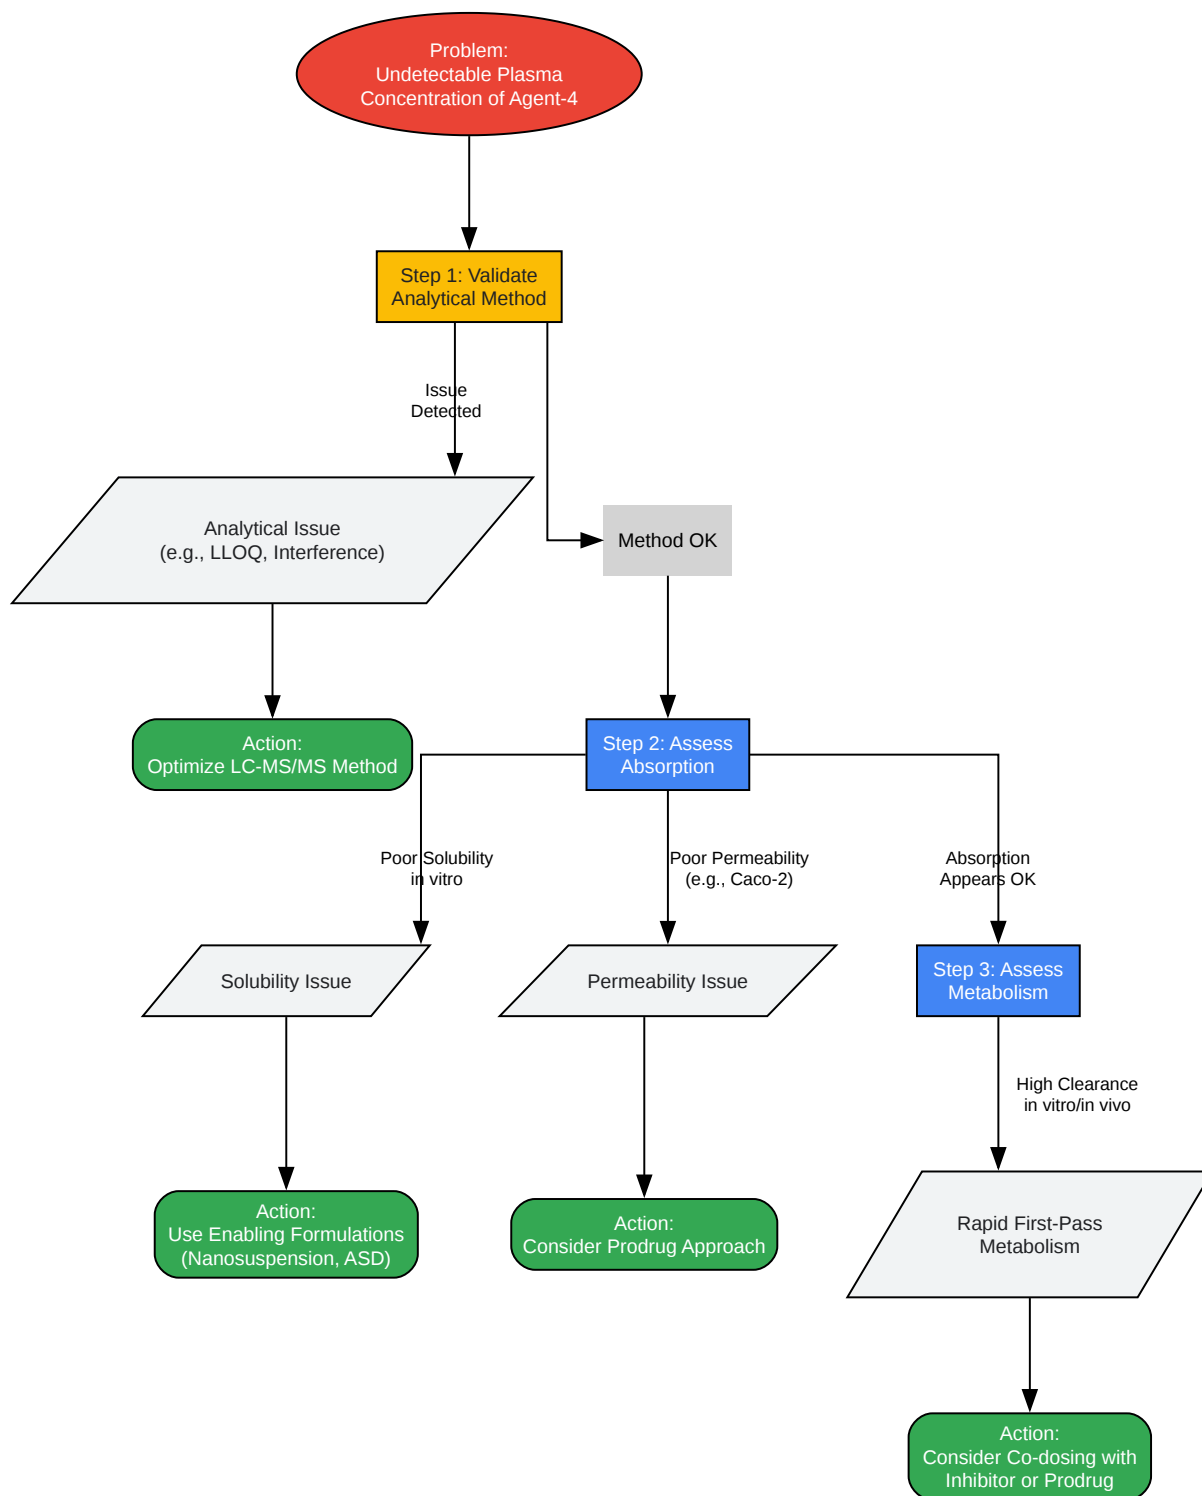 Problem:
Undetectable Plasma
Concentration of Agent-4
Step 1: Validate
Analytical Method
Issue
Detected
Analytical Issue
(e.g., LLOQ, Interference)
Method OK
Action:
Optimize LC-MS/MS Method
Step 2: Assess
Absorption
Poor Solubility
in vitro
Poor Permeability
(e.g., Caco-2)
Absorption
Appears OK
Solubility Issue
Permeability Issue
Step 3: Assess
Metabolism
High Clearance
in vitro/in vivo
Action:
Use Enabling Formulations
(Nanosuspension, ASD)
Action:
Consider Prodrug Approach
Rapid First-Pass
Metabolism
Action:
Consider Co-dosing with
Inhibitor or Prodrug